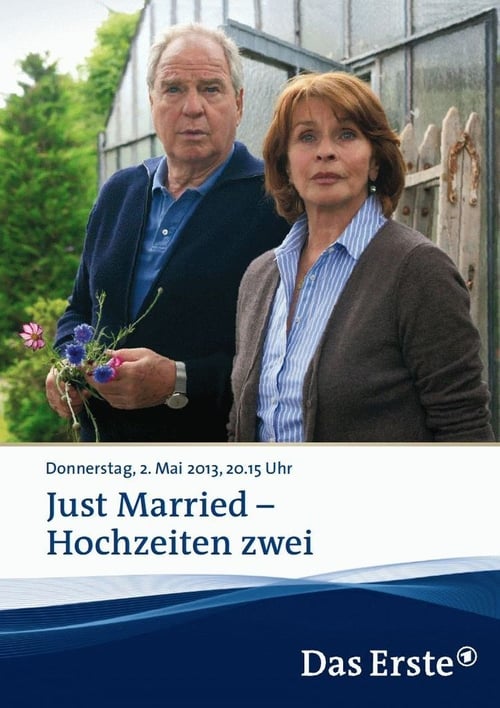 Donnerstag, 2. Mai 2013, 20.15 Uhr
Just Married –
Hochzeiten zwei
Das Erste